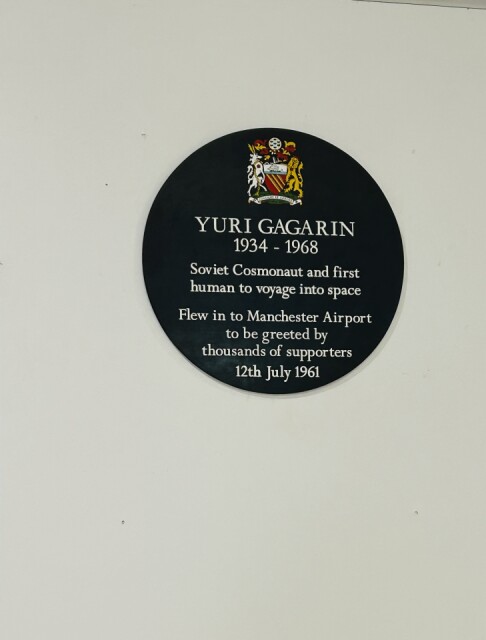 YURI GAGARIN
1934 - 1968
Soviet Cosmonaut and first
human to voyage into space
Flew in to Manchester Airport
to be greeted by
thousands of supporters
12th July 1961